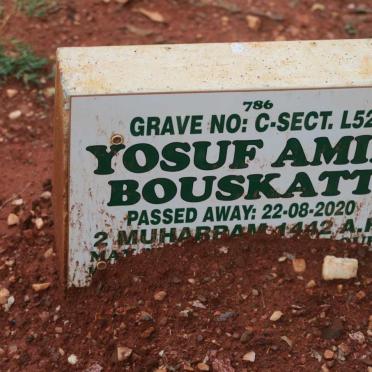 786
GRAVE NO: C-SECT. L52
YOSUF AMI
BOUSKATT
PASSED AWAY: 22-08-2020
2 MUHARRAM 1442 A.